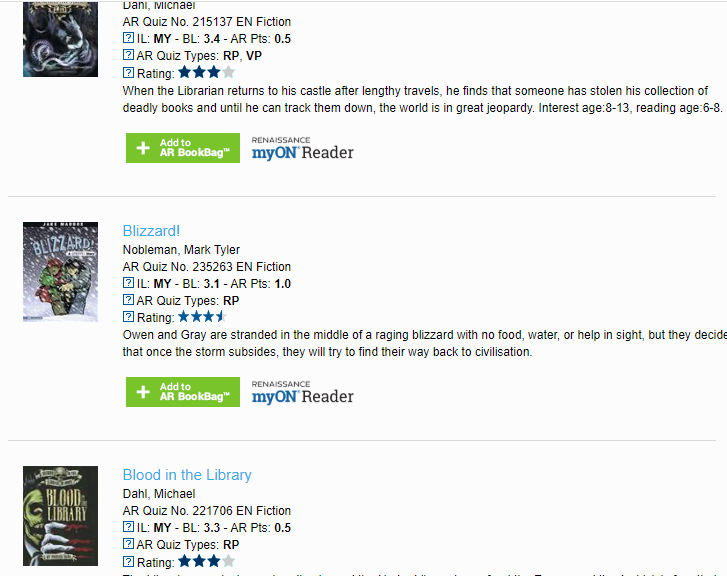 Dahl, Michael
AR Quiz No. 215137 EN Fiction
? IL: MY - BL: 3.4 - AR Pts: 0.5
? AR Quiz Types: RP, VP
? Rating:
When the Librarian returns to his castle after lengthy travels, he finds that someone has stolen his collection of
deadly books and until he can track them down, the world is in great jeopardy. Interest age:8-13, reading age:6-8.
+ Add to
AR BookBag™
RENAISSANCE
myON® Reader
JAKE MADDOX
BLIZZARD!
Blizzard!
Nobleman, Mark Tyler
AR Quiz No. 235263 EN Fiction
? IL: MY - BL: 3.1 - AR Pts: 1.0
? AR Quiz Types: RP
? Rating:
Owen and Gray are stranded in the middle of a raging blizzard with no food, water, or help in sight, but they decide
that once the storm subsides, they will try to find their way back to civilisation.
+ Add to
AR BookBag™
RENAISSANCE
myON® Reader
BLOOD IN THE
LIBRARY
Blood in the Library
Dahl, Michael
AR Quiz No. 221706 EN Fiction
? IL: MY - BL: 3.3 - AR Pts: 0.5
? AR Quiz Types: RP
? Rating: